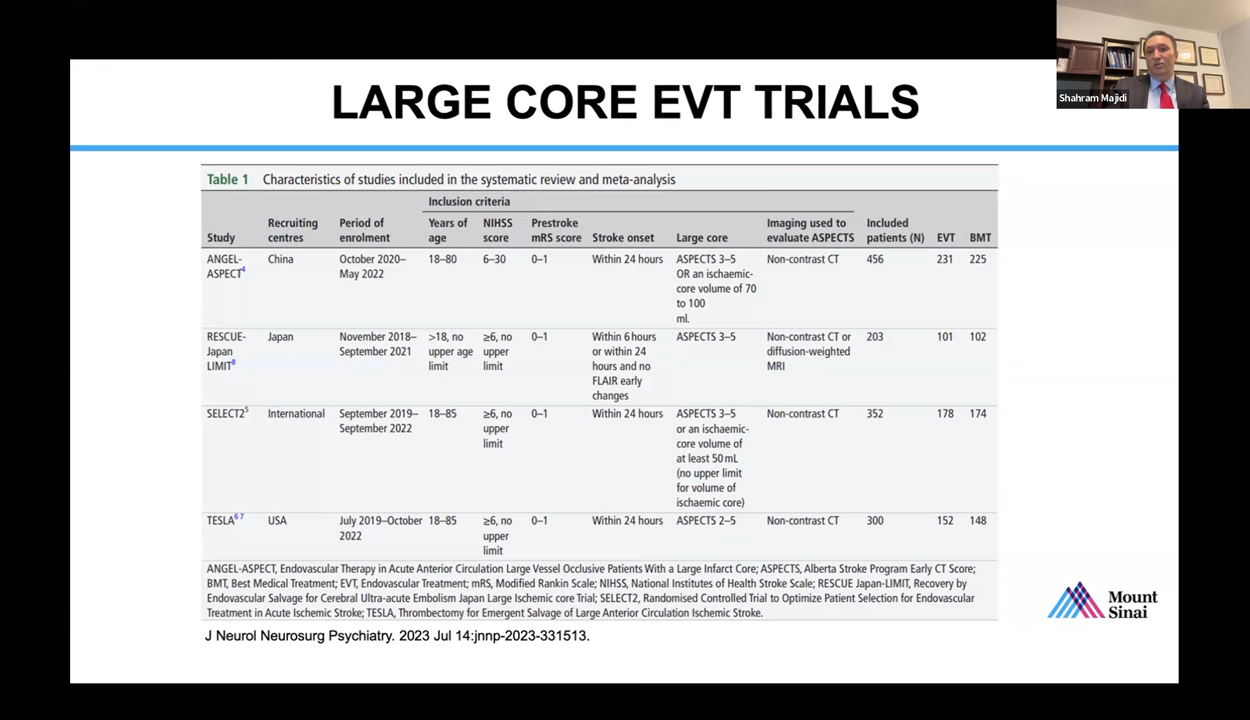 Shahram Majidi
LARGE CORE EVT TRIALS
Table 1 Characteristics of studies included in the systematic review and meta-analysis
Inclusion criteria
Study Recruiting centres Period of enrolment Years of age NIHSS score Prestroke mRS score Stroke onset Large core Imaging used to evaluate ASPECTS Included patients (N) EVT BMT
ANGEL-ASPECT4 China October 2020–May 2022 18–80 6–30 0–1 Within 24 hours ASPECTS 3–5 OR an ischaemic-core volume of 70 to 100 mL Non-contrast CT 456 231 225
RESCUE-Japan LIMIT8 Japan November 2018–September 2021 >18, no upper age limit ≥6, no upper limit 0–1 Within 6 hours or within 24 hours and no FLAIR early changes ASPECTS 3–5 Non-contrast CT or diffusion-weighted MRI 203 101 102
SELECT25 International September 2019–September 2022 18–85 ≥6, no upper limit 0–1 Within 24 hours ASPECTS 3–5 or an ischaemic-core volume of at least 50 mL (no upper limit for volume of ischaemic core) Non-contrast CT 352 178 174
TESLA6 7 USA July 2019–October 2022 18–85 ≥6, no upper limit 0–1 Within 24 hours ASPECTS 2–5 Non-contrast CT 300 152 148
ANGEL-ASPECT, Endovascular Therapy in Acute Anterior Circulation Large Vessel Occlusive Patients With a Large Infarct Core; ASPECTS, Alberta Stroke Program Early CT Score;
BMT, Best Medical Treatment; EVT, Endovascular Treatment; mRS, Modified Rankin Scale; NIHSS, National Institutes of Health Stroke Scale; RESCUE Japan-LIMIT, Recovery by
Endovascular Salvage for Cerebral Ultra-acute Embolism Japan Large Ischemic core Trial; SELECT2, Randomised Controlled Trial to Optimize Patient Selection for Endovascular
Treatment in Acute Ischemic Stroke; TESLA, Thrombectomy for Emergent Salvage of Large Anterior Circulation Ischemic Stroke.
J Neurol Neurosurg Psychiatry. 2023 Jul 14:jnnp-2023-331513.
Mount
Sinai